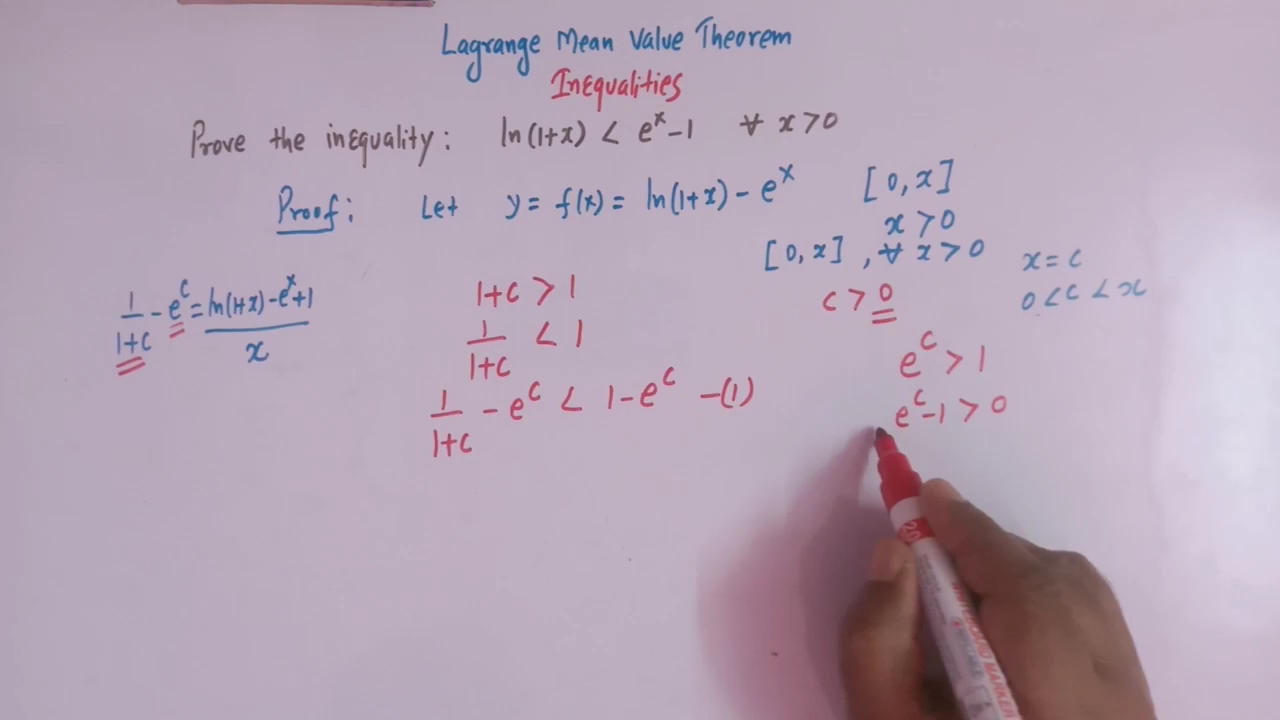 Lagrange Mean Value Theorem
Inequalities
Prove the inequality: ln(1+x) < e^x - 1 ∀ x > 0
Proof: Let y = f(x) = ln(1+x) - e^x [0, x]
x > 0
[0, x], ∀ x > 0
x = c
0 < c < x
1/(1+c) - e^c = (ln(1+x) - e^x + 1)/x
1+c > 1
1/(1+c) < 1
1/(1+c) - e^c < 1 - e^c - (1)
c > 0
e^c > 1
e^c - 1 > 0
20